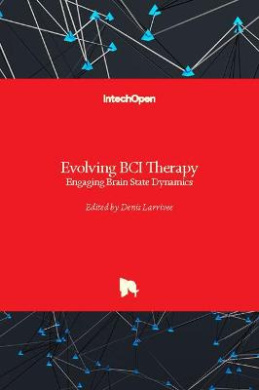 IntechOpen
Evolving BCI Therapy
Engaging Brain State Dynamics
Edited by Denis Larrivee